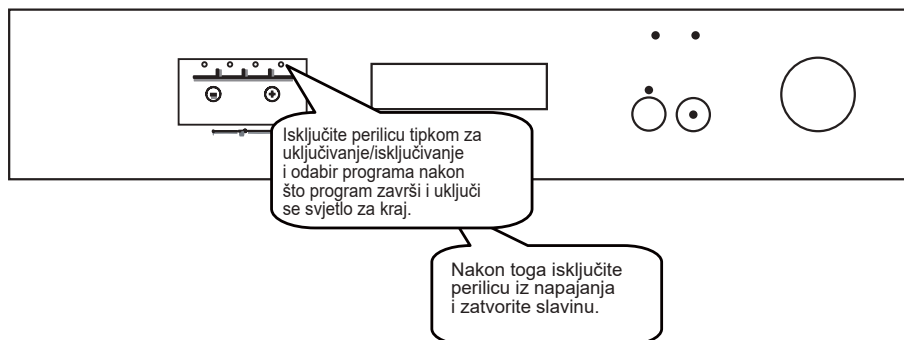 Isključite perilicu tipkom za
uključivanje/isključivanje
i odabir programa nakon
što program završi i uključi
se svjetlo za kraj.
Nakon toga isključite
perilicu iz napajanja
i zatvorite slavinu.